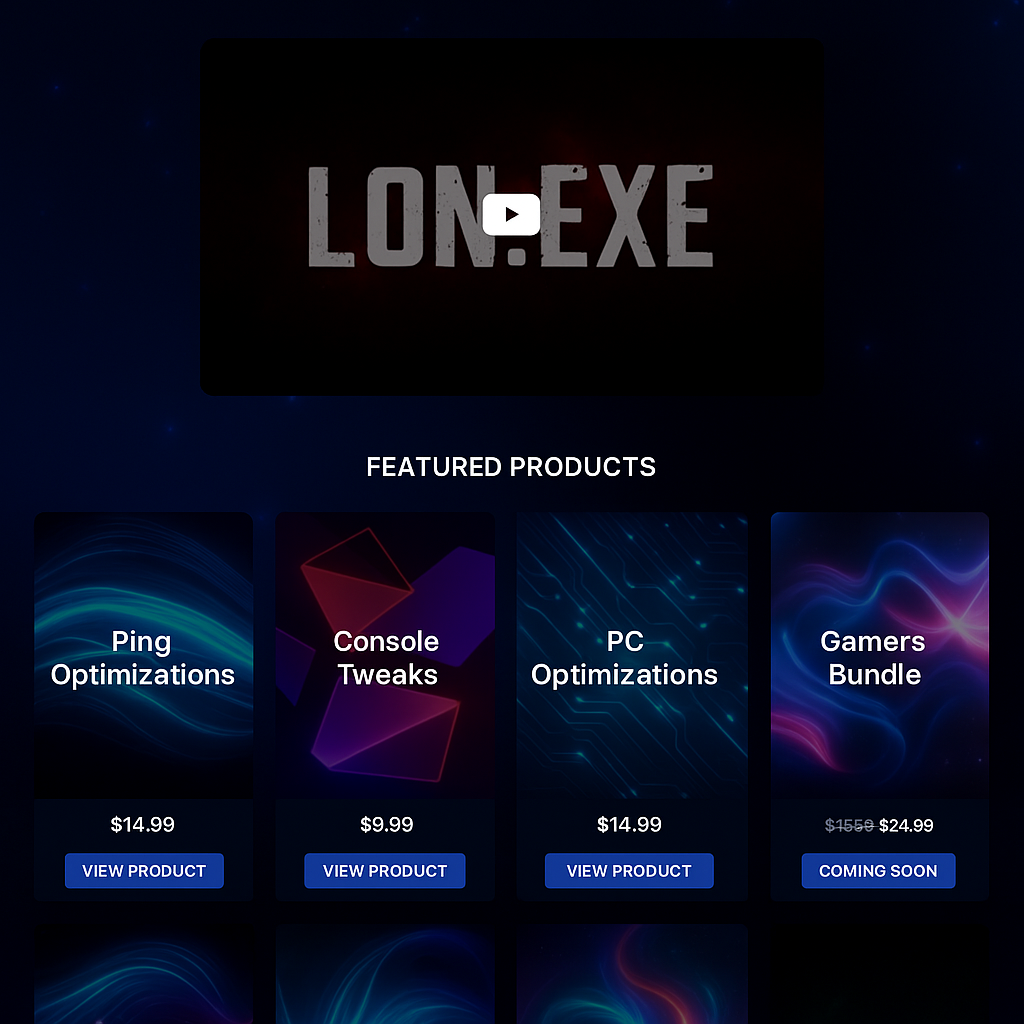 LON.EXE
FEATURED PRODUCTS
Ping
Optimizations
Console
Tweaks
PC
Optimizations
Gamers
Bundle
$14.99
$9.99
$14.99
$1559 $24.99
VIEW PRODUCT
VIEW PRODUCT
VIEW PRODUCT
COMING SOON